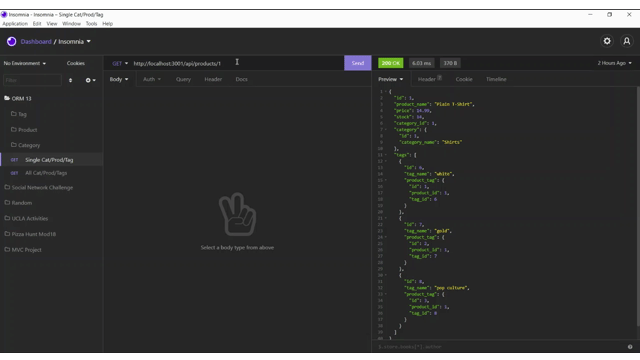 Insomnia - Single Cat/Prod/Tag
Application Edit View Window Tools Help
Dashboard / Insomnia
No Environment Cookies
GET http://localhost:3001/api/products/1 Send
200 OK 6.03 ms 370 B 2 Hours Ago
Filter
Body Auth Query Header Docs
Preview Header Cookie Timeline
ORM 13
Tag
Product
Category
GET Single Cat/Prod/Tag
GET All Cat/Prod/Tags
Social Network Challenge
Random
UCLA Activities
Pizza Hunt Mod18
MVC Project
Select a body type from above
1 {
2 "id": 1,
3 "product_name": "Plain T-Shirt",
4 "price": 14.99,
5 "stock": 14,
6 "category_id": 1,
7 "category": {
8 "id": 1,
9 "category_name": "Shirts"
10 },
11 "tags": [
12 {
13 "id": 6,
14 "tag_name": "white",
15 "product_tag": {
16 "id": 1,
17 "product_id": 1,
18 "tag_id": 6
19 }
20 },
21 {
22 "id": 7,
23 "tag_name": "gold",
24 "product_tag": {
25 "id": 2,
26 "product_id": 1,
27 "tag_id": 7
28 }
29 },
30 {
31 "id": 8,
32 "tag_name": "pop culture",
33 "product_tag": {
34 "id": 3,
35 "product_id": 1,
36 "tag_id": 8
37 }
38 }
39 ]
40 }
$.store.books[*].author